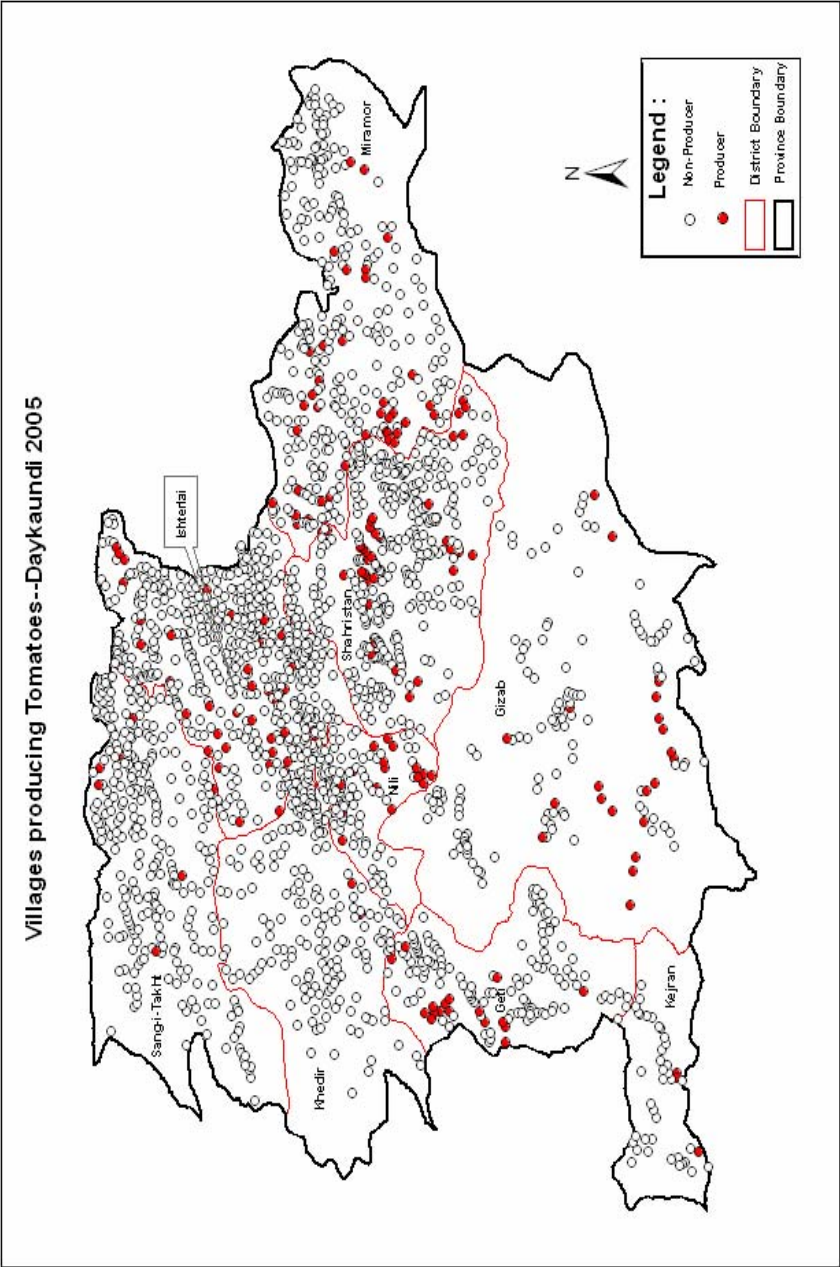 Villages producing Tomatoes--Daykaundi 2005
Miramor
Ishterlai
Shahristan
Gizab
Nili
Sang-i-Takht
Khedir
Geti
Kejran
N
Legend :
Non-Producer
Producer
District Boundary
Province Boundary